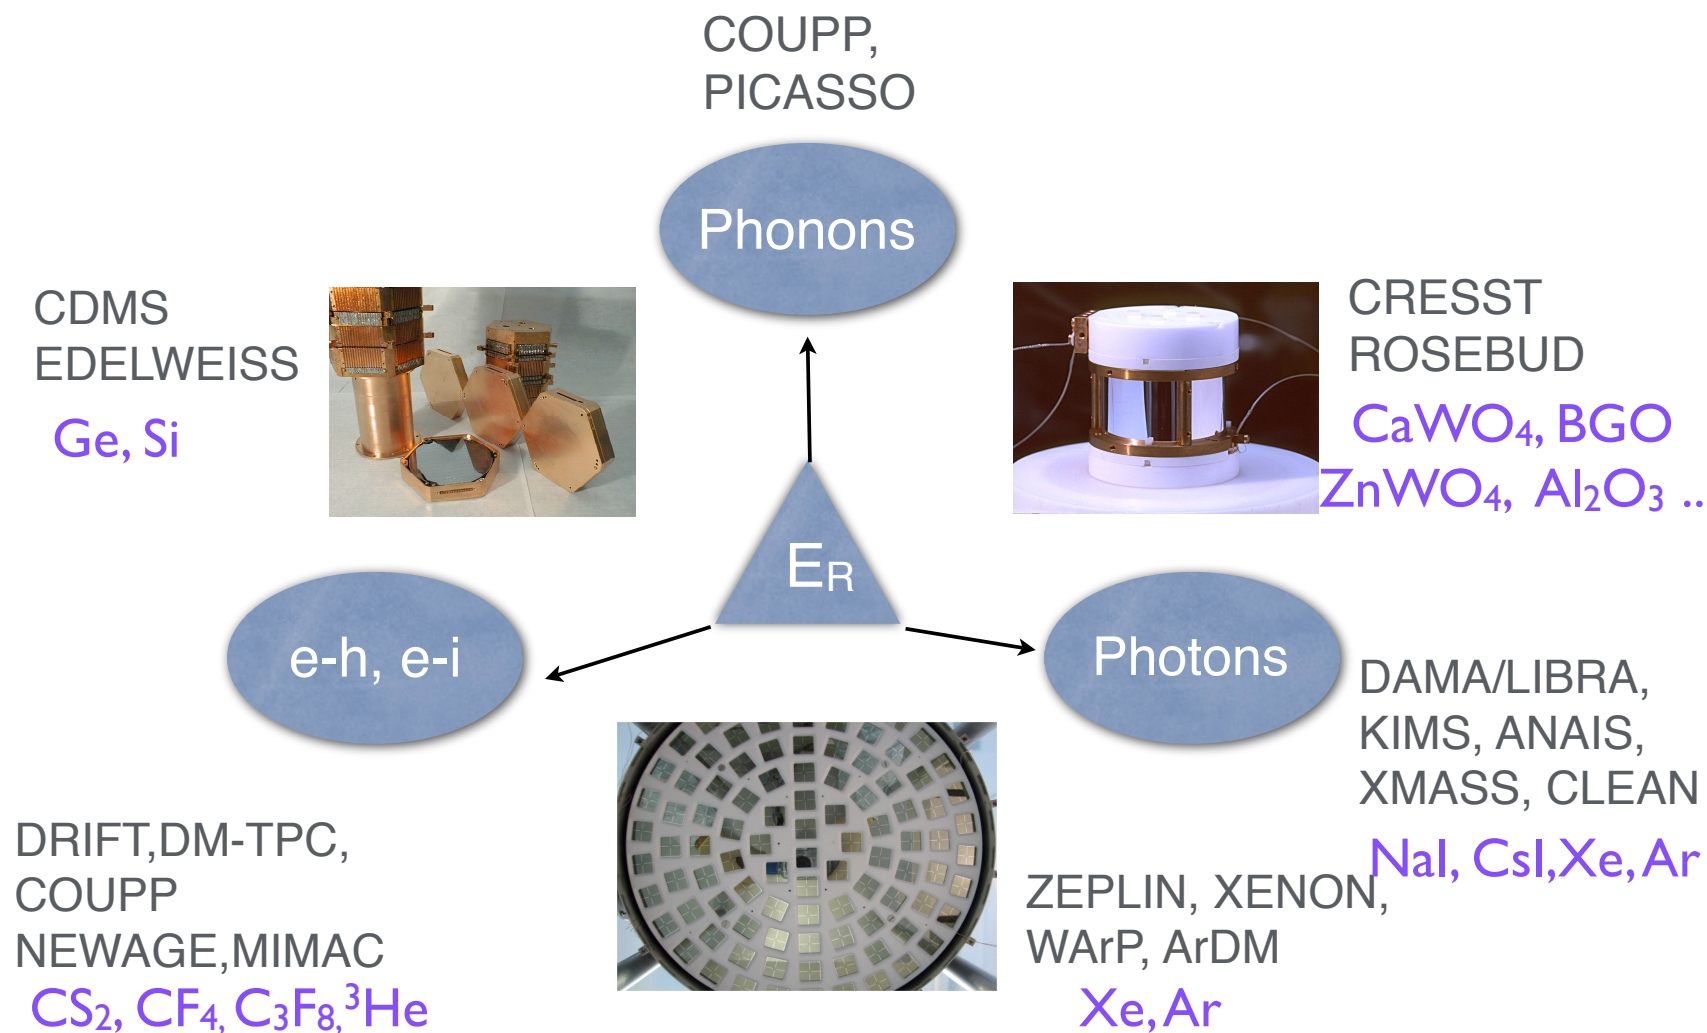 COUPP,
PICASSO
Phonons
CDMS
EDELWEISS
Ge, Si
CRESST
ROSEBUD
CaWO₄, BGO
ZnWO₄, Al₂O₃ ..
E_R
e-h, e-i
Photons
DAMA/LIBRA,
KIMS, ANAIS,
XMASS, CLEAN
NaI, CsI,Xe, Ar
DRIFT,DM-TPC,
COUPP
NEWAGE,MIMAC
CS₂, CF₄, C₃F₈,³He
ZEPLIN, XENON,
WArP, ArDM
Xe, Ar